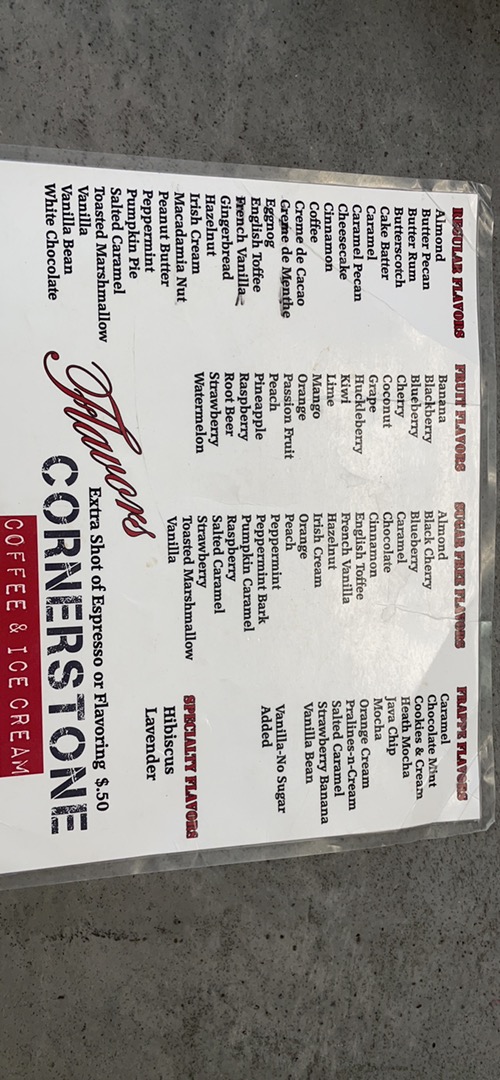 REGULAR FLAVORS
Almond
Butter Pecan
Butter Rum
Butterscotch
Cake Batter
Caramel
Caramel Pecan
Cheesecake
Cinnamon
Coffee
Creme de Cacao
Creme de Menthe
Eggnog
English Toffee
French Vanilla
Gingerbread
Hazelnut
Irish Cream
Macadamia Nut
Peanut Butter
Peppermint
Pumpkin Pie
Salted Caramel
Toasted Marshmallow
Vanilla
Vanilla Bean
White Chocolate
FRUIT FLAVORS
Banana
Blackberry
Blueberry
Cherry
Coconut
Grape
Huckleberry
Kiwi
Lime
Mango
Orange
Passion Fruit
Peach
Pineapple
Raspberry
Root Beer
Strawberry
Watermelon
SUGAR FREE FLAVORS
Almond
Black Cherry
Blueberry
Caramel
Chocolate
Cinnamon
English Toffee
French Vanilla
Hazelnut
Irish Cream
Orange
Peach
Peppermint
Peppermint Bark
Pumpkin Caramel
Raspberry
Salted Caramel
Strawberry
Toasted Marshmallow
Vanilla
FRAPPE FLAVORS
Caramel
Chocolate Mint
Cookies & Cream
Heath Mocha
Java Chip
Mocha
Orange Cream
Pralines-n-Cream
Salted Caramel
Strawberry Banana
Vanilla Bean
Vanilla-No Sugar
Added
SPECIALTY FLAVORS
Hibiscus
Lavender
Flavors
Extra Shot of Espresso or Flavoring $.50
CORNERSTONE
COFFEE & ICE CREAM